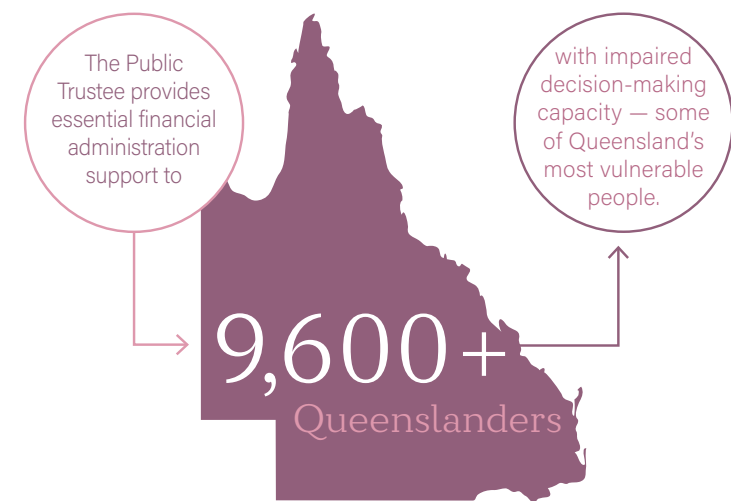 The Public
Trustee provides
essential financial
administration
support to
9,600+
Queenslanders
with impaired
decision-making
capacity — some
of Queensland’s
most vulnerable
people.